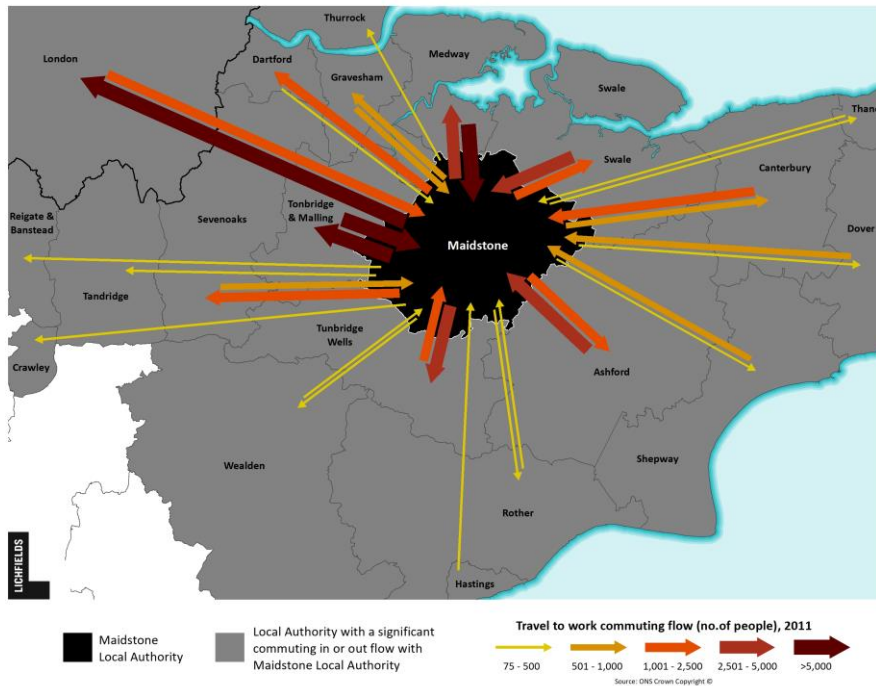 Thurrock
London
Medway
Dartford
Gravesham
Swale
Thane
Swale
Canterbury
Reigate &
Banstead
Sevenoaks
Tonbridge
& Malling
Maidstone
Dover
Tandridge
Tunbridge
Wells
Crawley
Ashford
Wealden
Shepway
Rother
Hastings
LICHFIELDS
Maidstone
Local Authority
Local Authority with a significant
commuting in or out flow with
Maidstone Local Authority
Travel to work commuting flow (no.of people), 2011
75 - 500
501 - 1,000
1,001 - 2,500
2,501 - 5,000
>5,000
Source: ONS Crown Copyright ©